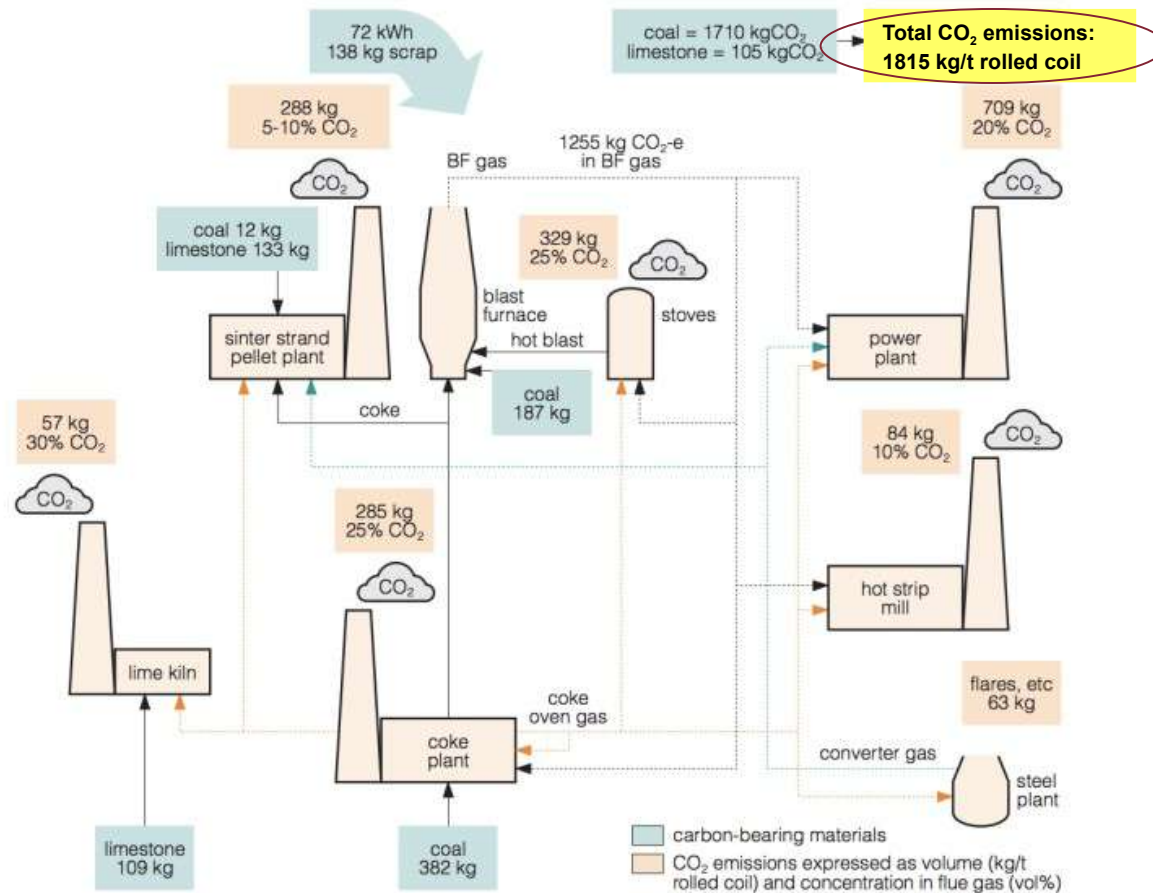 72 kWh
138 kg scrap
coal = 1710 kgCO₂
limestone = 105 kgCO₂
Total CO₂ emissions:
1815 kg/t rolled coil
288 kg
5-10% CO₂
CO₂
BF gas
1255 kg CO₂-e
in BF gas
709 kg
20% CO₂
CO₂
coal 12 kg
limestone 133 kg
329 kg
25% CO₂
CO₂
sinter strand
pellet plant
blast
furnace
hot blast
stoves
power
plant
coke
coal
187 kg
57 kg
30% CO₂
CO₂
84 kg
10% CO₂
CO₂
285 kg
25% CO₂
CO₂
hot strip
mill
lime kiln
coke
oven gas
flares, etc
63 kg
coke
plant
converter gas
steel
plant
limestone
109 kg
coal
382 kg
carbon-bearing materials
CO₂ emissions expressed as volume (kg/t
rolled coil) and concentration in flue gas (vol%)